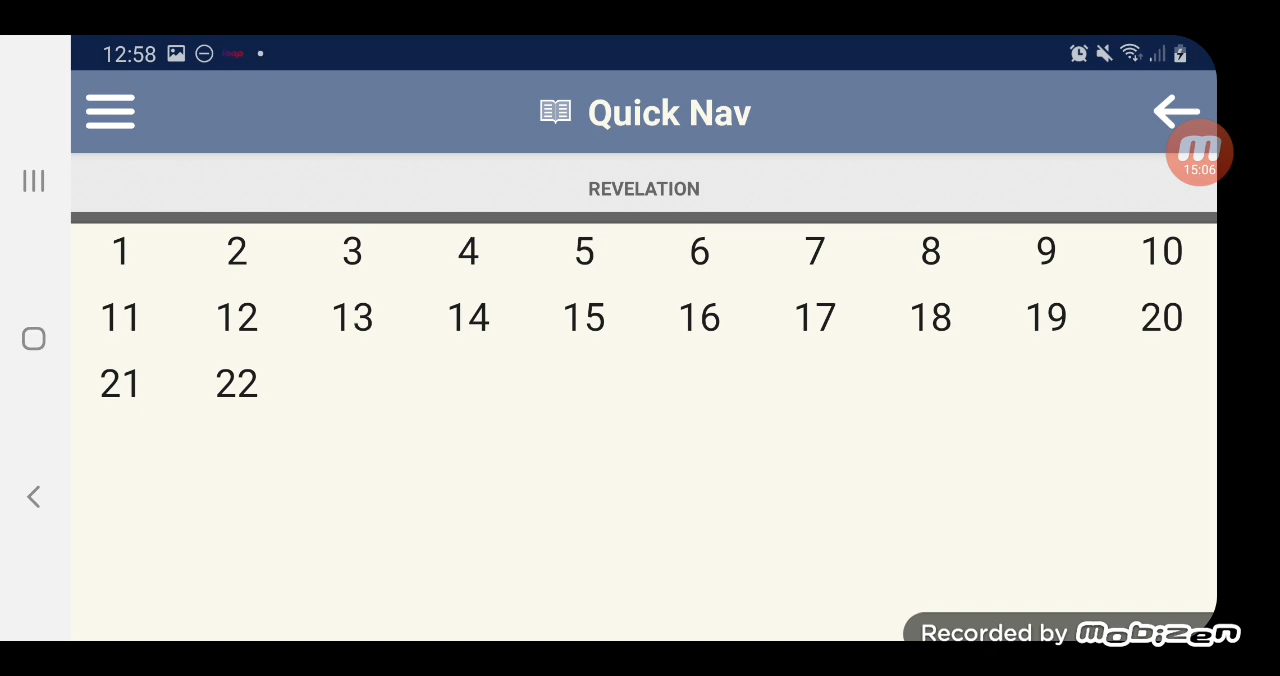 12:58
Quick Nav
15:06
REVELATION
1 2 3 4 5 6 7 8 9 10
11 12 13 14 15 16 17 18 19 20
21 22
Recorded by mobizen